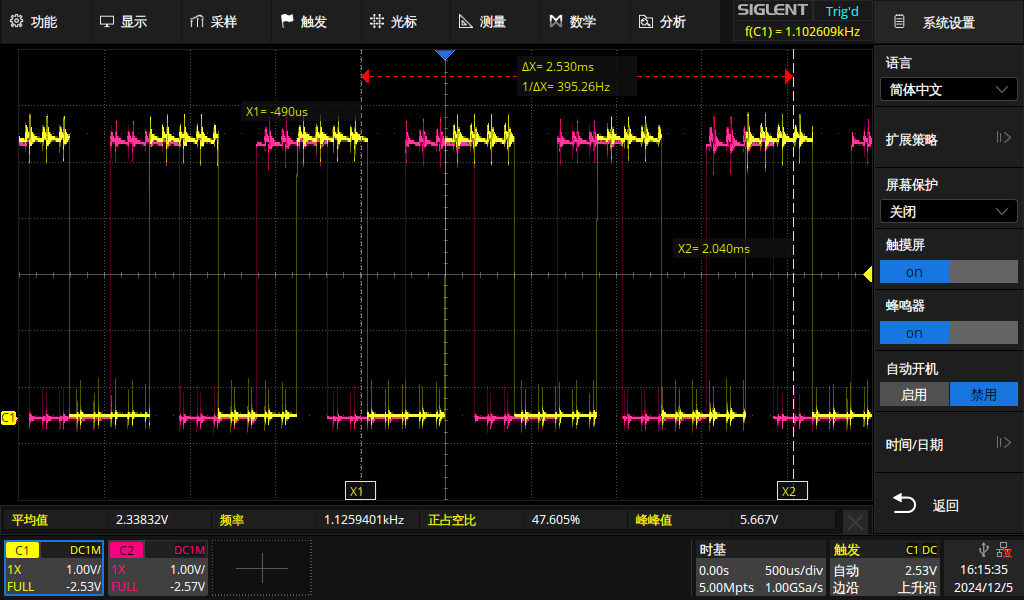 功能 显示 采样 触发 光标 测量 数学 分析
SIGLENT Trig'd
f(C1) = 1.102609kHz
系统设置
语言
简体中文
扩展策略
屏幕保护
关闭
触摸屏
on
蜂鸣器
on
自动开机
启用 禁用
时间/日期
返回
ΔX= 2.530ms
1/ΔX= 395.26Hz
X1= -490us
X2= 2.040ms
C1
X1 X2
平均值 2.33832V 频率 1.1259401kHz 正占空比 47.605% 峰峰值 5.667V
C1 DC1M
1X 1.00V/
FULL -2.53V
C2 DC1M
1X 1.00V/
FULL -2.57V
时基
0.00s 500us/div
5.00Mpts 1.00GSa/s
触发 C1 DC
自动 2.53V
边沿 上升沿
16:15:35
2024/12/5